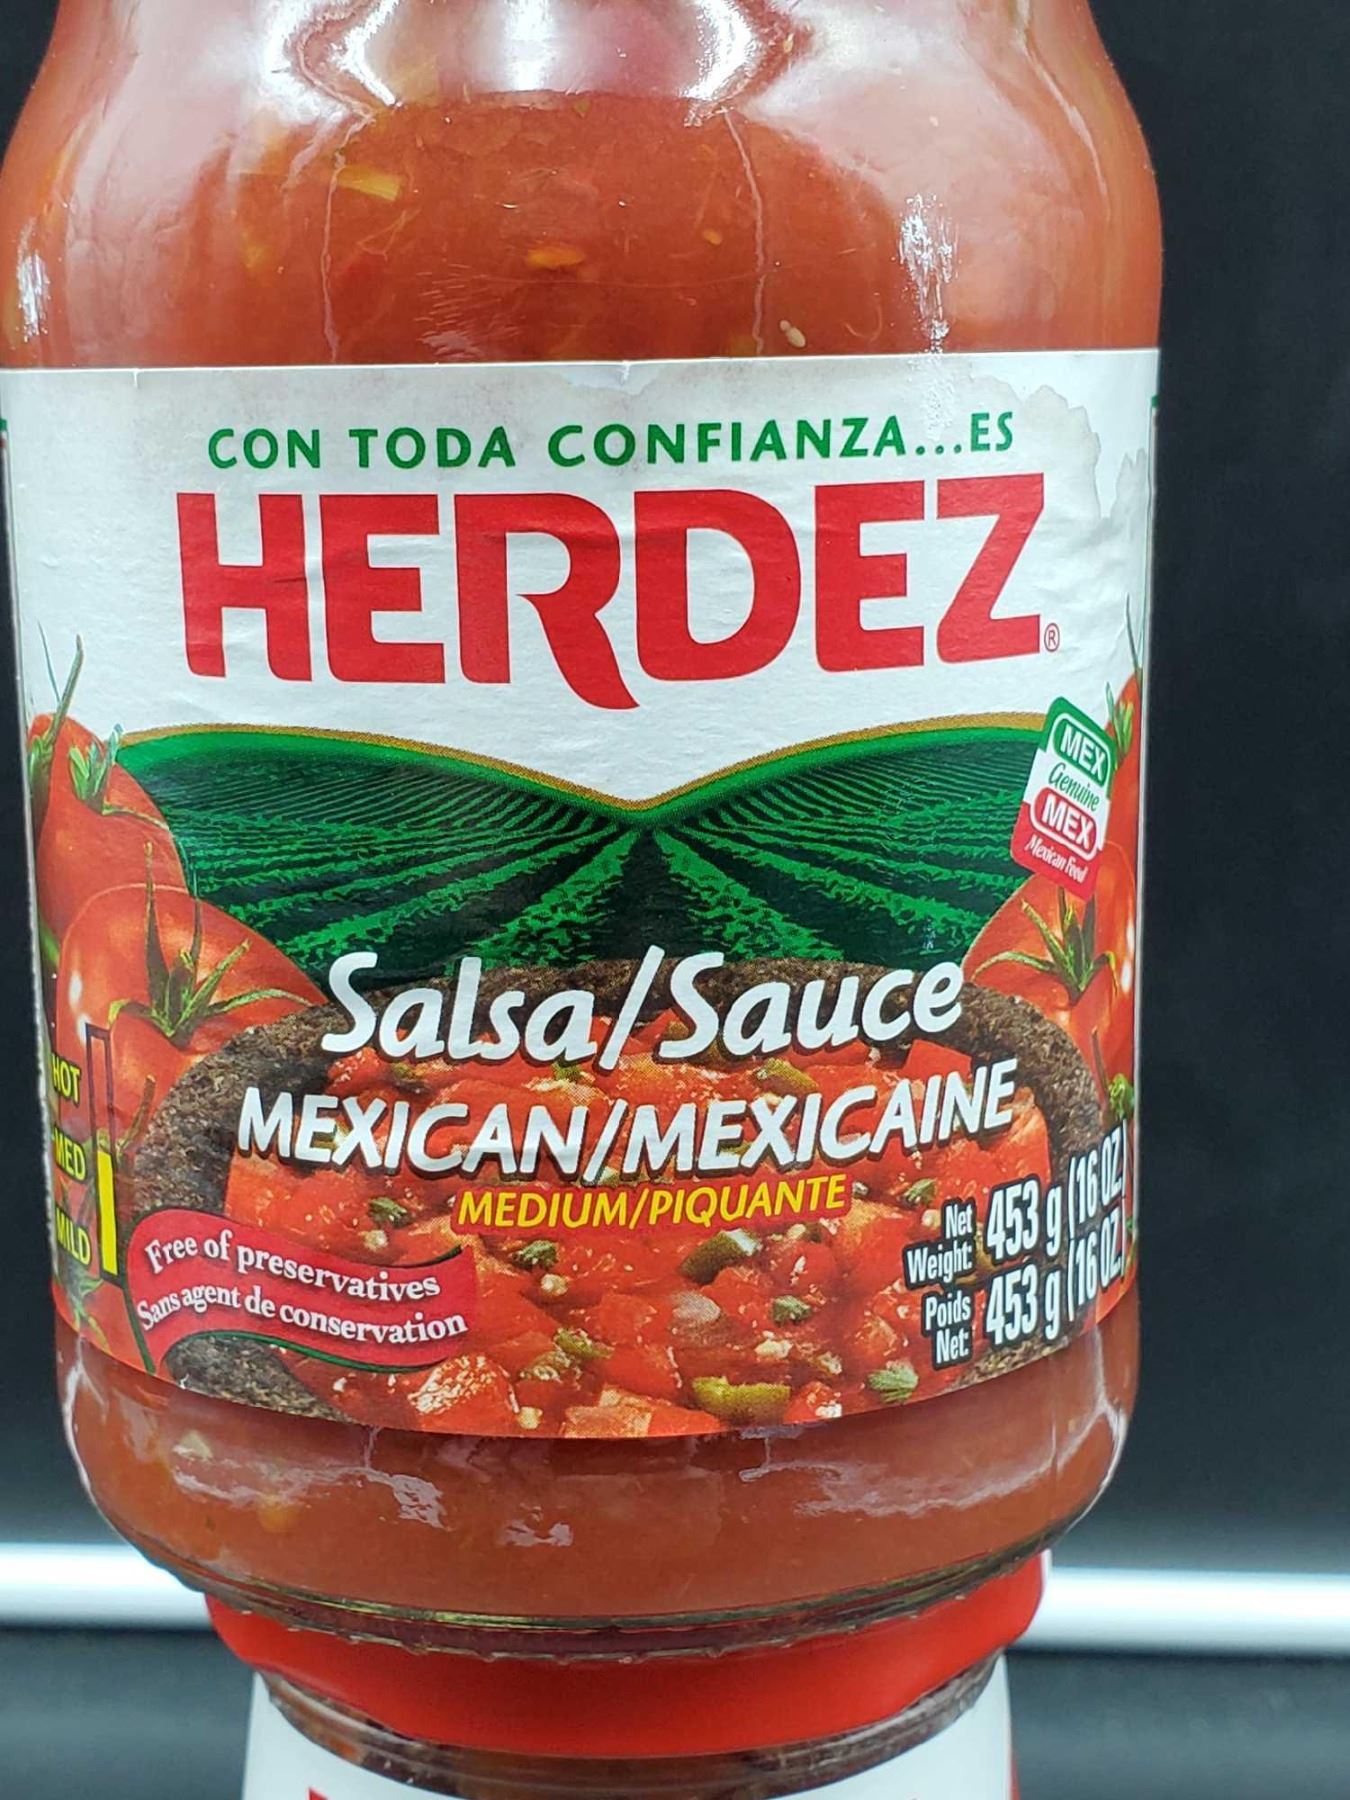 CON TODA CONFIANZA...ES
HERDEZ®
MEX
Genuine
MEX
Mexican Food
Salsa/Sauce
MEXICAN/MEXICAINE
MEDIUM/PIQUANTE
HOT
MED
MILD
Free of preservatives
Sans agent de conservation
Net Weight: 453 g (16 OZ)
Poids Net: 453 g (16 OZ)